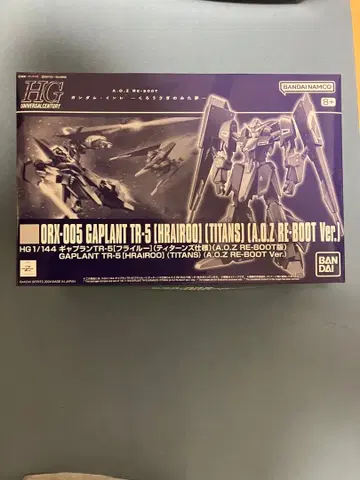 HG
UNIVERSAL CENTURY
A.O.Z RE-BOOT
ガンダム・インレ －くろうさぎのみた夢－
BANDAI NAMCO
8+
ORX-005 GAPLANT TR-5 [HRAIROO] (TITANS) (A.O.Z RE-BOOT Ver.)
HG 1/144 ギャプランTR-5[フライルー](ティターンズ仕様)(A.O.Z RE-BOOT版)
GAPLANT TR-5 [HRAIROO] (TITANS) (A.O.Z RE-BOOT Ver.)
BAN
DAI